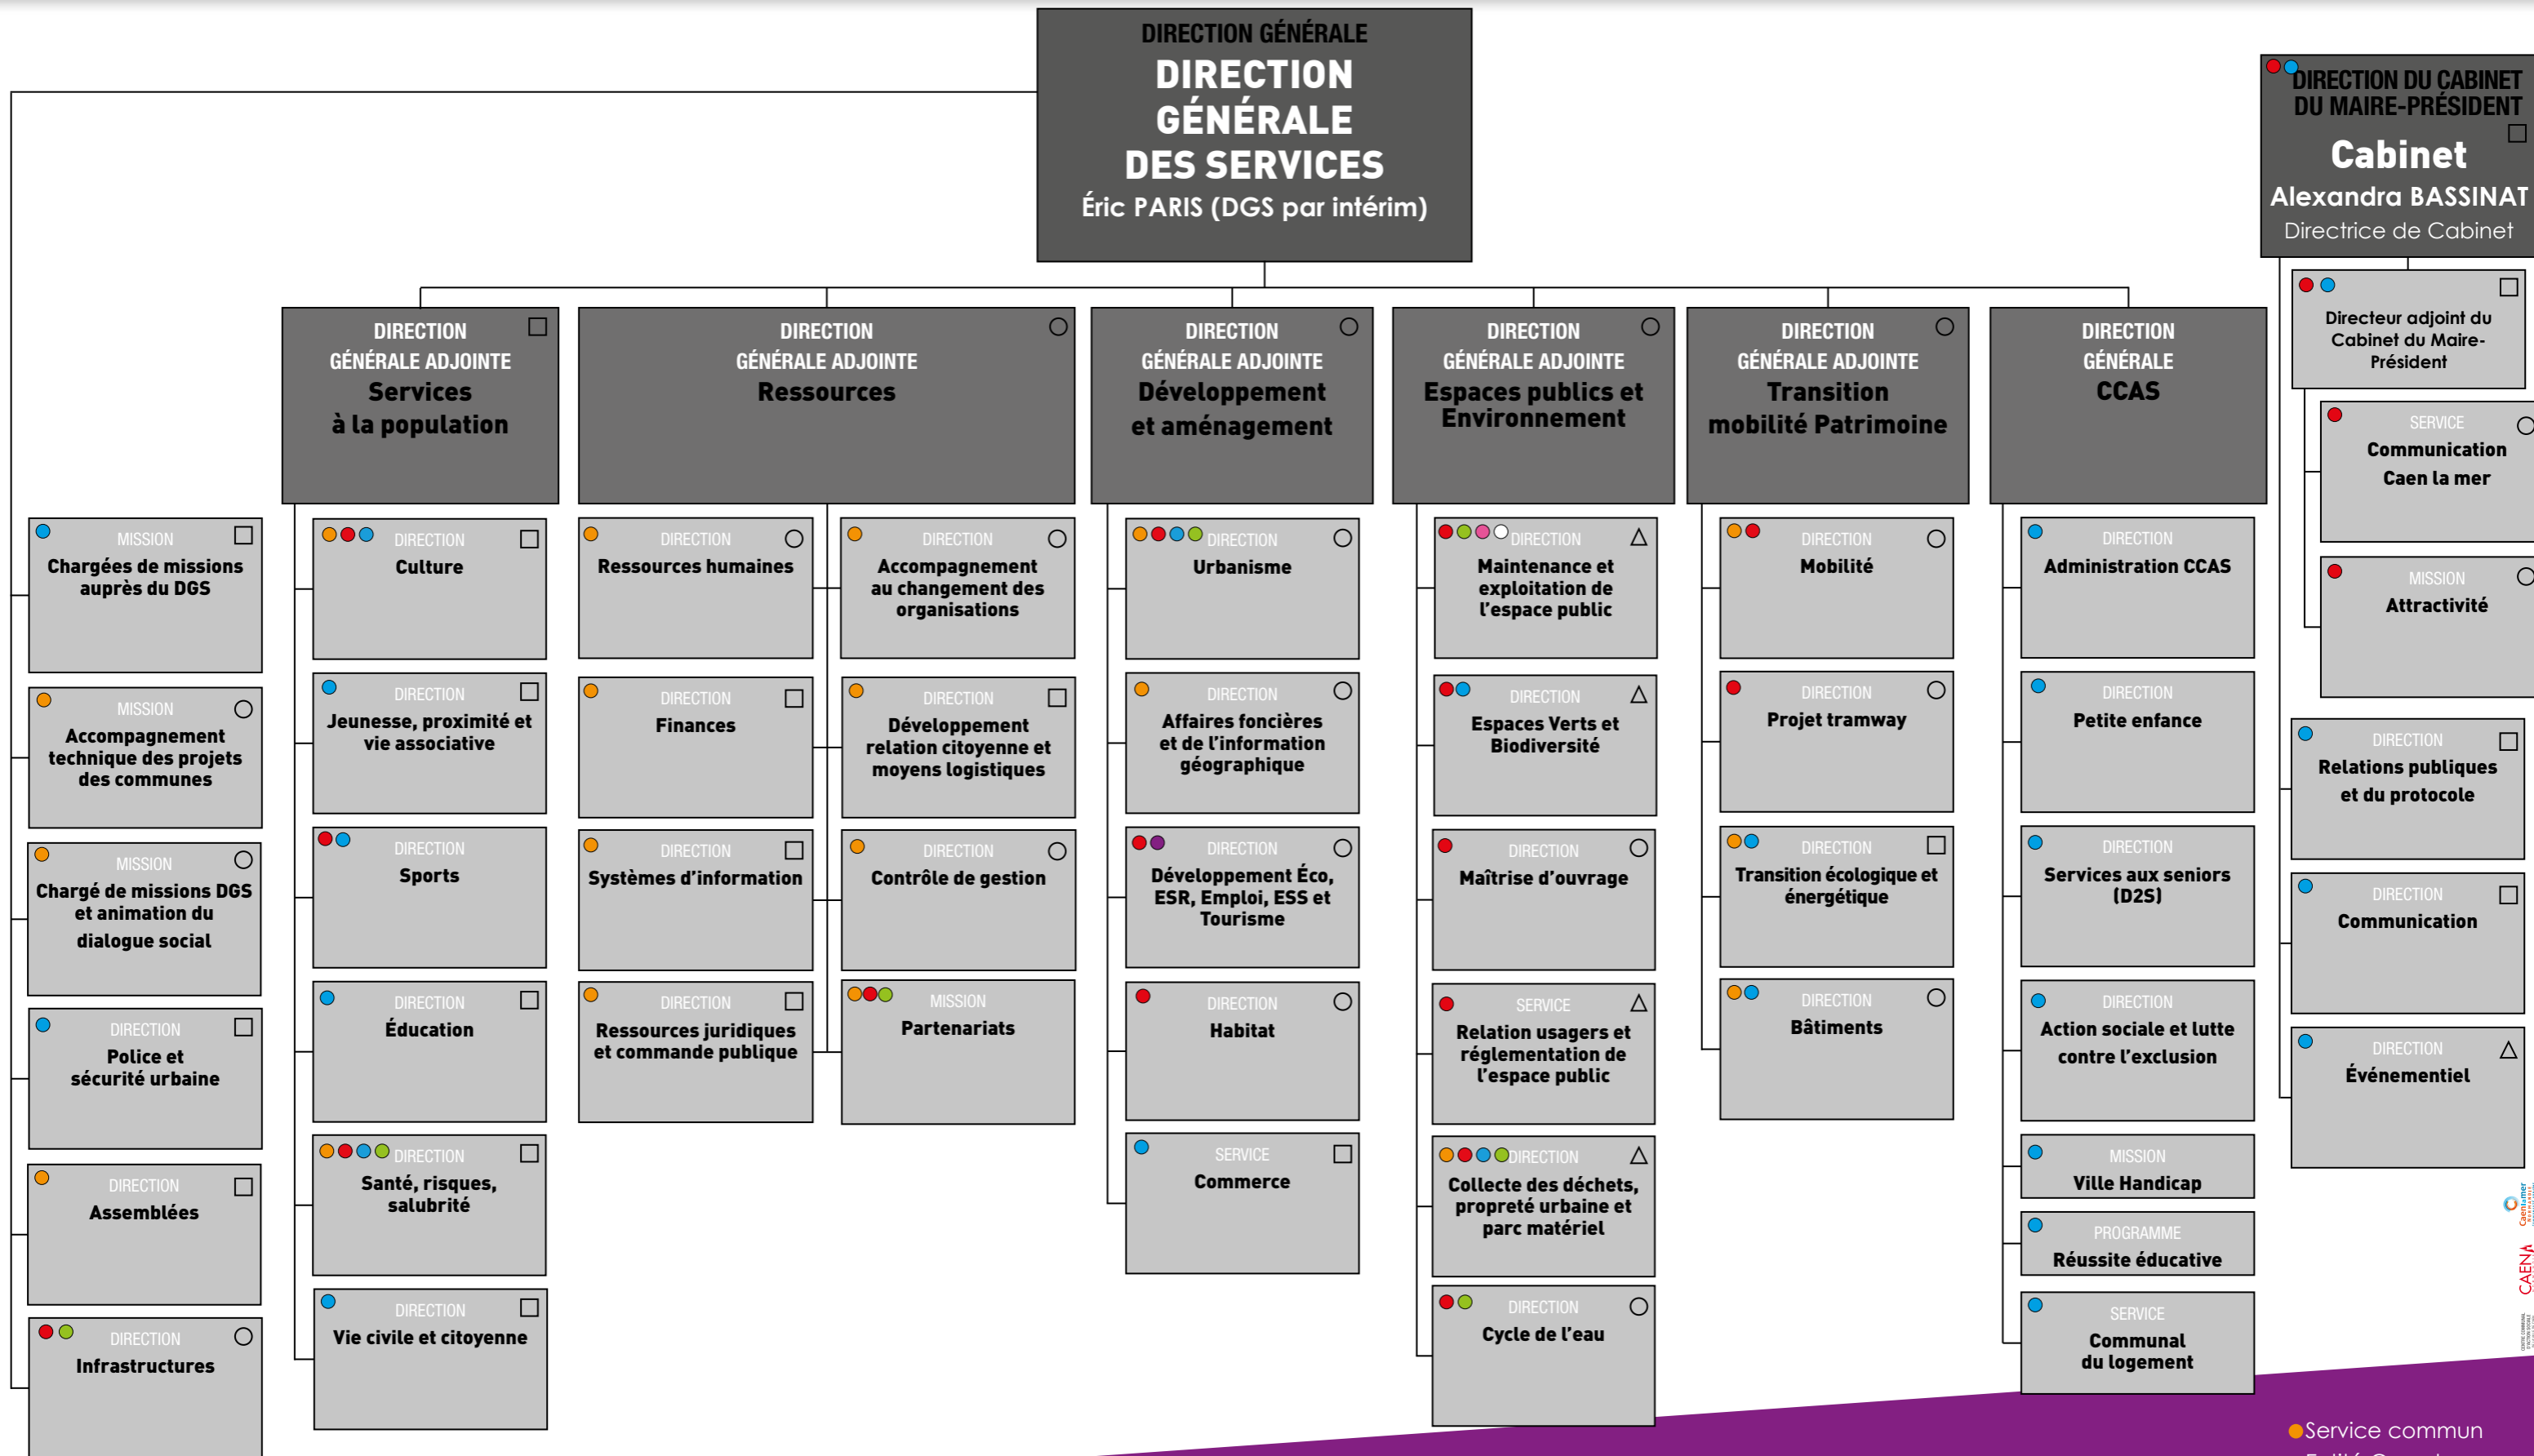 DIRECTION GÉNÉRALE
DIRECTION
GÉNÉRALE
DES SERVICES
Éric PARIS (DGS par intérim)
DIRECTION DU CABINET
DU MAIRE-PRÉSIDENT
Cabinet
Alexandra BASSINAT
Directrice de Cabinet
Directeur adjoint du
Cabinet du Maire-
Président
SERVICE
Communication
Caen la mer
MISSION
Attractivité
DIRECTION
Relations publiques
et du protocole
DIRECTION
Communication
DIRECTION
Événementiel
MISSION
Chargées de missions
auprès du DGS
MISSION
Accompagnement
technique des projets
des communes
MISSION
Chargé de missions DGS
et animation du
dialogue social
DIRECTION
Police et
sécurité urbaine
DIRECTION
Assemblées
DIRECTION
Infrastructures
DIRECTION
GÉNÉRALE ADJOINTE
Services
à la population
DIRECTION
Culture
DIRECTION
Jeunesse, proximité et
vie associative
DIRECTION
Sports
DIRECTION
Éducation
DIRECTION
Santé, risques,
salubrité
DIRECTION
Vie civile et citoyenne
DIRECTION
GÉNÉRALE ADJOINTE
Ressources
DIRECTION
Ressources humaines
DIRECTION
Finances
DIRECTION
Systèmes d'information
DIRECTION
Ressources juridiques
et commande publique
DIRECTION
Accompagnement
au changement des
organisations
DIRECTION
Développement
relation citoyenne et
moyens logistiques
DIRECTION
Contrôle de gestion
MISSION
Partenariats
DIRECTION
GÉNÉRALE ADJOINTE
Développement
et aménagement
DIRECTION
Urbanisme
DIRECTION
Affaires foncières
et de l'information
géographique
DIRECTION
Développement Éco,
ESR, Emploi, ESS et
Tourisme
DIRECTION
Habitat
SERVICE
Commerce
DIRECTION
GÉNÉRALE ADJOINTE
Espaces publics et
Environnement
DIRECTION
Maintenance et
exploitation de
l'espace public
DIRECTION
Espaces Verts et
Biodiversité
DIRECTION
Maîtrise d'ouvrage
SERVICE
Relation usagers et
réglementation de
l'espace public
DIRECTION
Collecte des déchets,
propreté urbaine et
parc matériel
DIRECTION
Cycle de l'eau
DIRECTION
GÉNÉRALE ADJOINTE
Transition
mobilité Patrimoine
DIRECTION
Mobilité
DIRECTION
Projet tramway
DIRECTION
Transition écologique et
énergétique
DIRECTION
Bâtiments
DIRECTION
GÉNÉRALE
CCAS
DIRECTION
Administration CCAS
DIRECTION
Petite enfance
DIRECTION
Services aux seniors
(D2S)
DIRECTION
Action sociale et lutte
contre l'exclusion
MISSION
Ville Handicap
PROGRAMME
Réussite éducative
SERVICE
Communal
du logement
Caenlamer
CAEN
Service commun